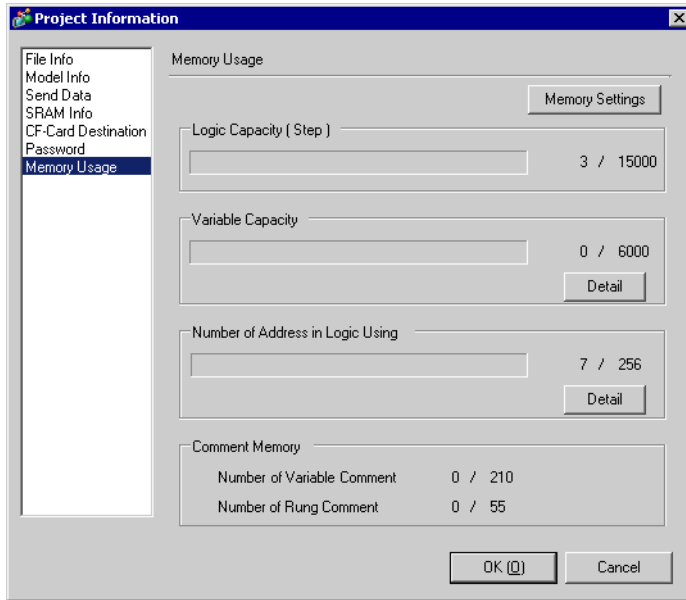 Project Information
File Info
Model Info
Send Data
SRAM Info
CF-Card Destination
Password
Memory Usage
Memory Usage
Memory Settings
Logic Capacity ( Step )
3 / 15000
Variable Capacity
0 / 6000
Detail
Number of Address in Logic Using
7 / 256
Detail
Comment Memory
Number of Variable Comment 0 / 210
Number of Rung Comment 0 / 55
OK (O) Cancel